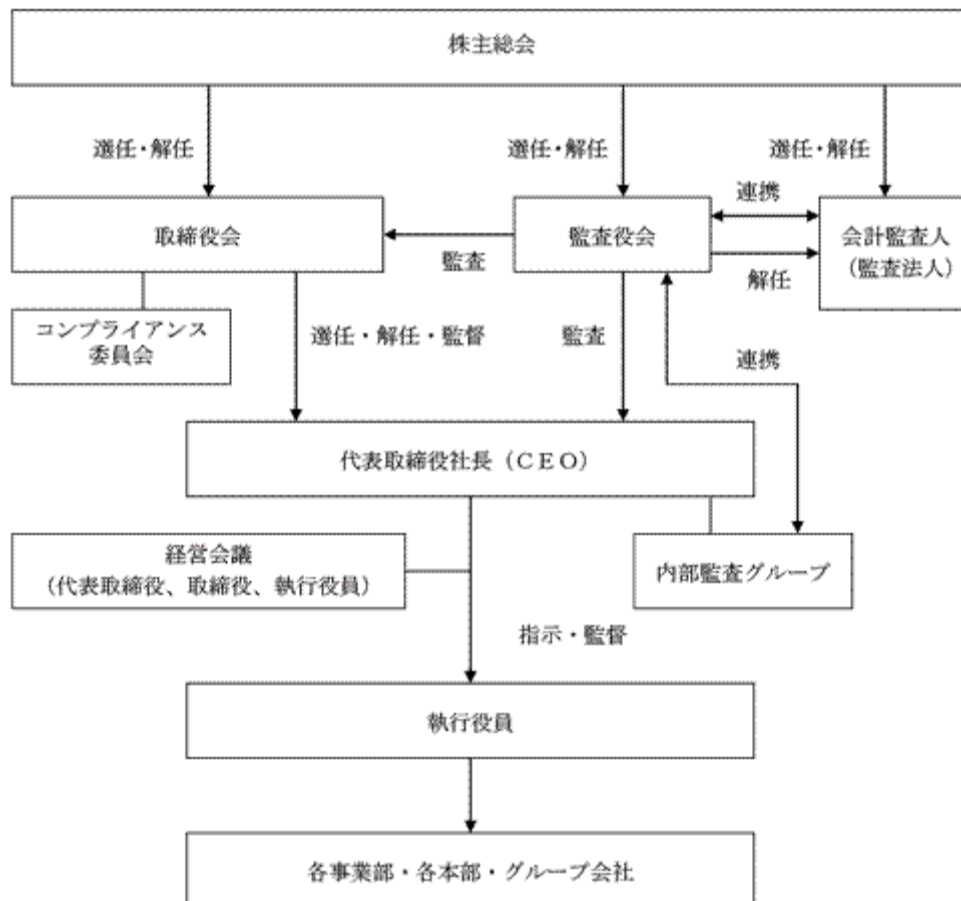 株主総会
選任・解任
選任・解任
選任・解任
取締役会
監査役会
連携
会計監査人
（監査法人）
監査
解任
コンプライアンス
委員会
選任・解任・監督
監査
連携
代表取締役社長（ＣＥＯ）
経営会議
（代表取締役、取締役、執行役員）
内部監査グループ
指示・監督
執行役員
各事業部・各本部・グループ会社